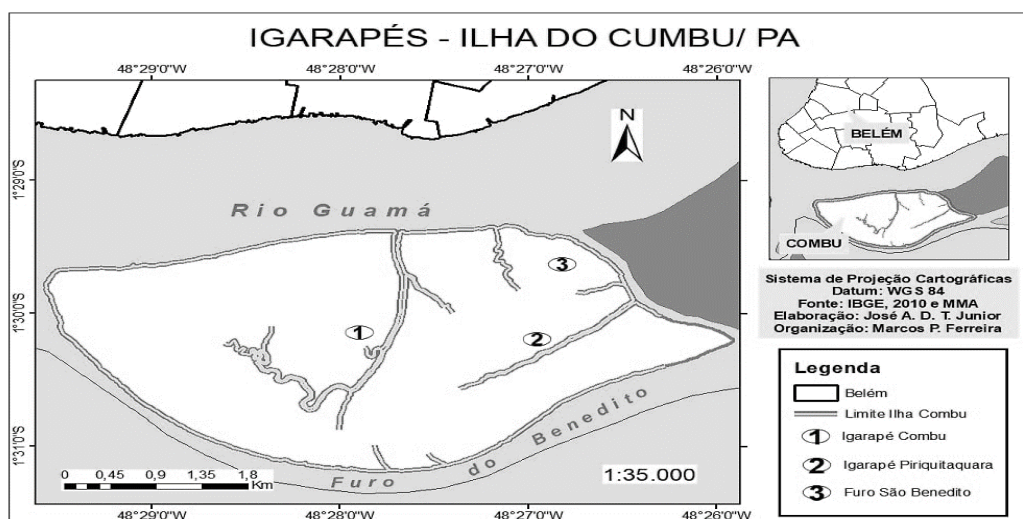 IGARAPÉS - ILHA DO CUMBU/ PA
48°29'0"W 48°28'0"W 48°27'0"W 48°26'0"W
1°29'0"S
1°30'0"S
1°31'0"S
N
Rio Guamá
3
1
2
Furo do Benedito
0 0,45 0,9 1,35 1,8
Km
1:35.000
48°29'0"W 48°28'0"W 48°27'0"W 48°26'0"W
BELÉM
COMBU
Sistema de Projeção Cartográficas
Datum: WGS 84
Fonte: IBGE, 2010 e MMA
Elaboração: José A. D. T. Junior
Organização: Marcos P. Ferreira
Legenda
Belém
Limite Ilha Combu
1 Igarapé Combu
2 Igarapé Piriquitaquara
3 Furo São Benedito